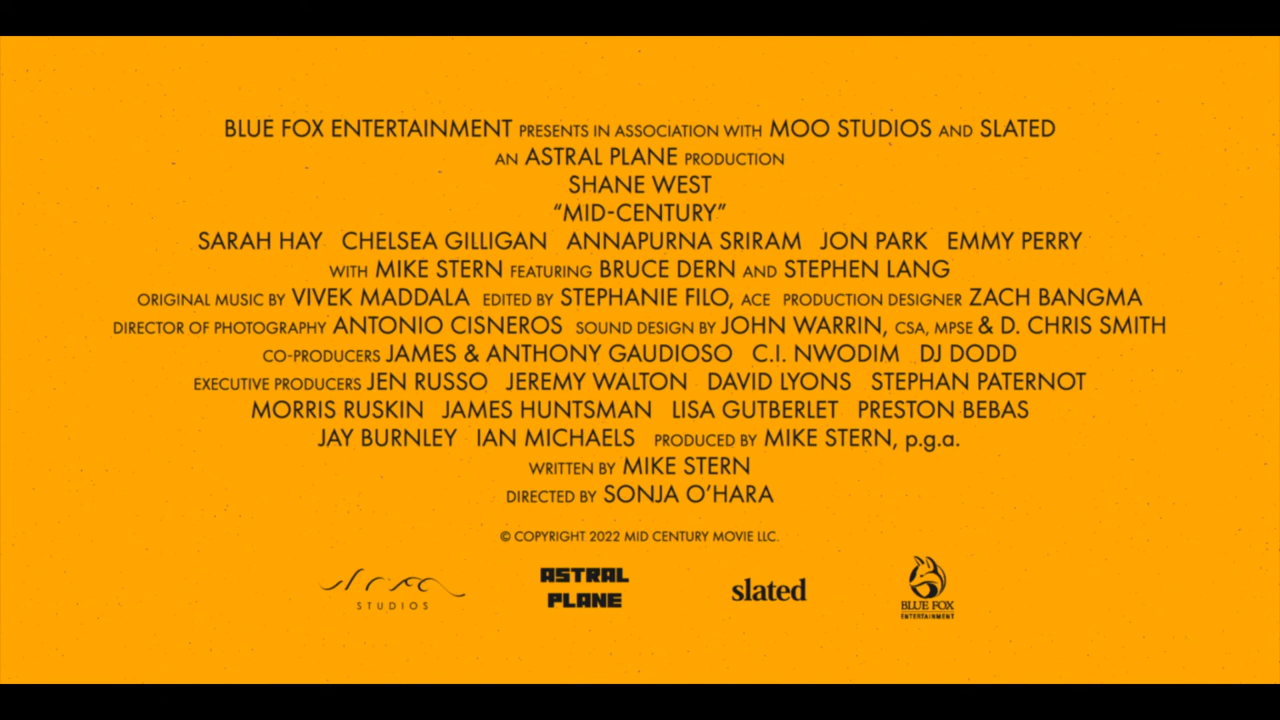 BLUE FOX ENTERTAINMENT PRESENTS IN ASSOCIATION WITH MOO STUDIOS AND SLATED
AN ASTRAL PLANE PRODUCTION
SHANE WEST
“MID-CENTURY”
SARAH HAY CHELSEA GILLIGAN ANNAPURNA SRIRAM JON PARK EMMY PERRY
WITH MIKE STERN FEATURING BRUCE DERN AND STEPHEN LANG
ORIGINAL MUSIC BY VIVEK MADDALA EDITED BY STEPHANIE FILO, ACE PRODUCTION DESIGNER ZACH BANGMA
DIRECTOR OF PHOTOGRAPHY ANTONIO CISNEROS SOUND DESIGN BY JOHN WARRIN, CSA, MPSE & D. CHRIS SMITH
CO-PRODUCERS JAMES & ANTHONY GAUDIOSO C.I. NWODIM DJ DODD
EXECUTIVE PRODUCERS JEN RUSSO JEREMY WALTON DAVID LYONS STEPHAN PATERNOT
MORRIS RUSKIN JAMES HUNTSMAN LISA GUTBERLET PRESTON BEBAS
JAY BURNLEY IAN MICHAELS PRODUCED BY MIKE STERN, p.g.a.
WRITTEN BY MIKE STERN
DIRECTED BY SONJA O’HARA
© COPYRIGHT 2022 MID CENTURY MOVIE LLC.
STUDIOS
ASTRAL
PLANE
slated
BLUE FOX
ENTERTAINMENT